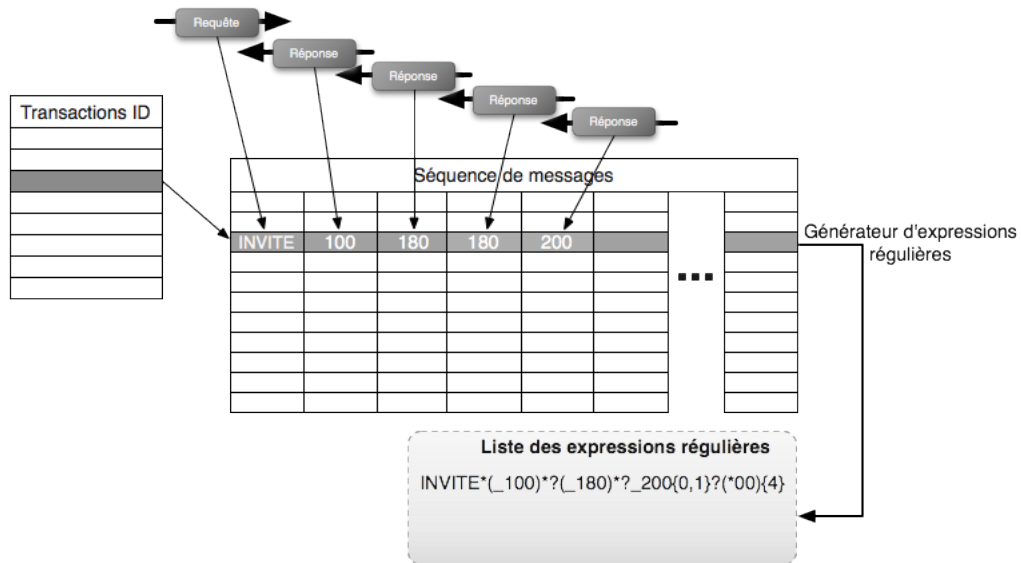 Requête
Réponse
Réponse
Réponse
Réponse
Transactions ID
Séquence de messages
INVITE 100 180 180 200
Générateur d'expressions
régulières
Liste des expressions régulières
INVITE*(_100)*?(_180)*?_200{0,1}?(*00){4}